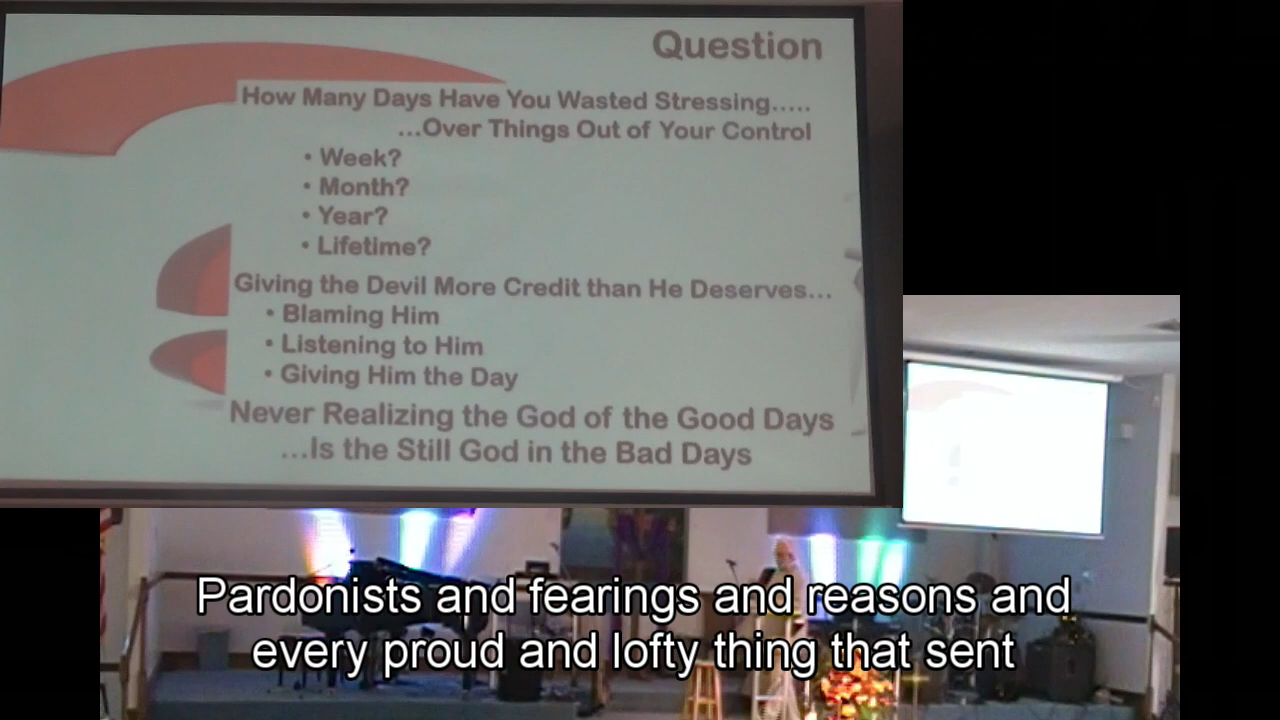 Question
How Many Days Have You Wasted Stressing.....
...Over Things Out of Your Control
• Week?
• Month?
• Year?
• Lifetime?
Giving the Devil More Credit than He Deserves...
• Blaming Him
• Listening to Him
• Giving Him the Day
Never Realizing the God of the Good Days
...Is the Still God in the Bad Days
Pardonists and fearings and reasons and
every proud and lofty thing that sent